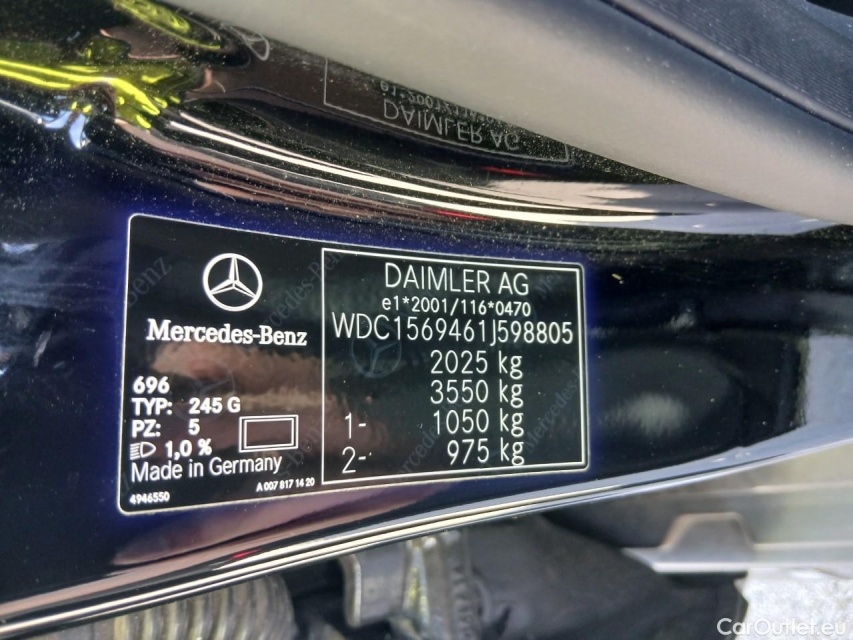 Mercedes-Benz
696
TYP: 245 G
PZ: 5
1,0 %
Made in Germany
4946550
A 007 817 14 20
DAIMLER AG
e1*2001/116*0470
WDC1569461J598805
2025 kg
3550 kg
1- 1050 kg
2- 975 kg
DAIMLER AG
CarOutlet.eu